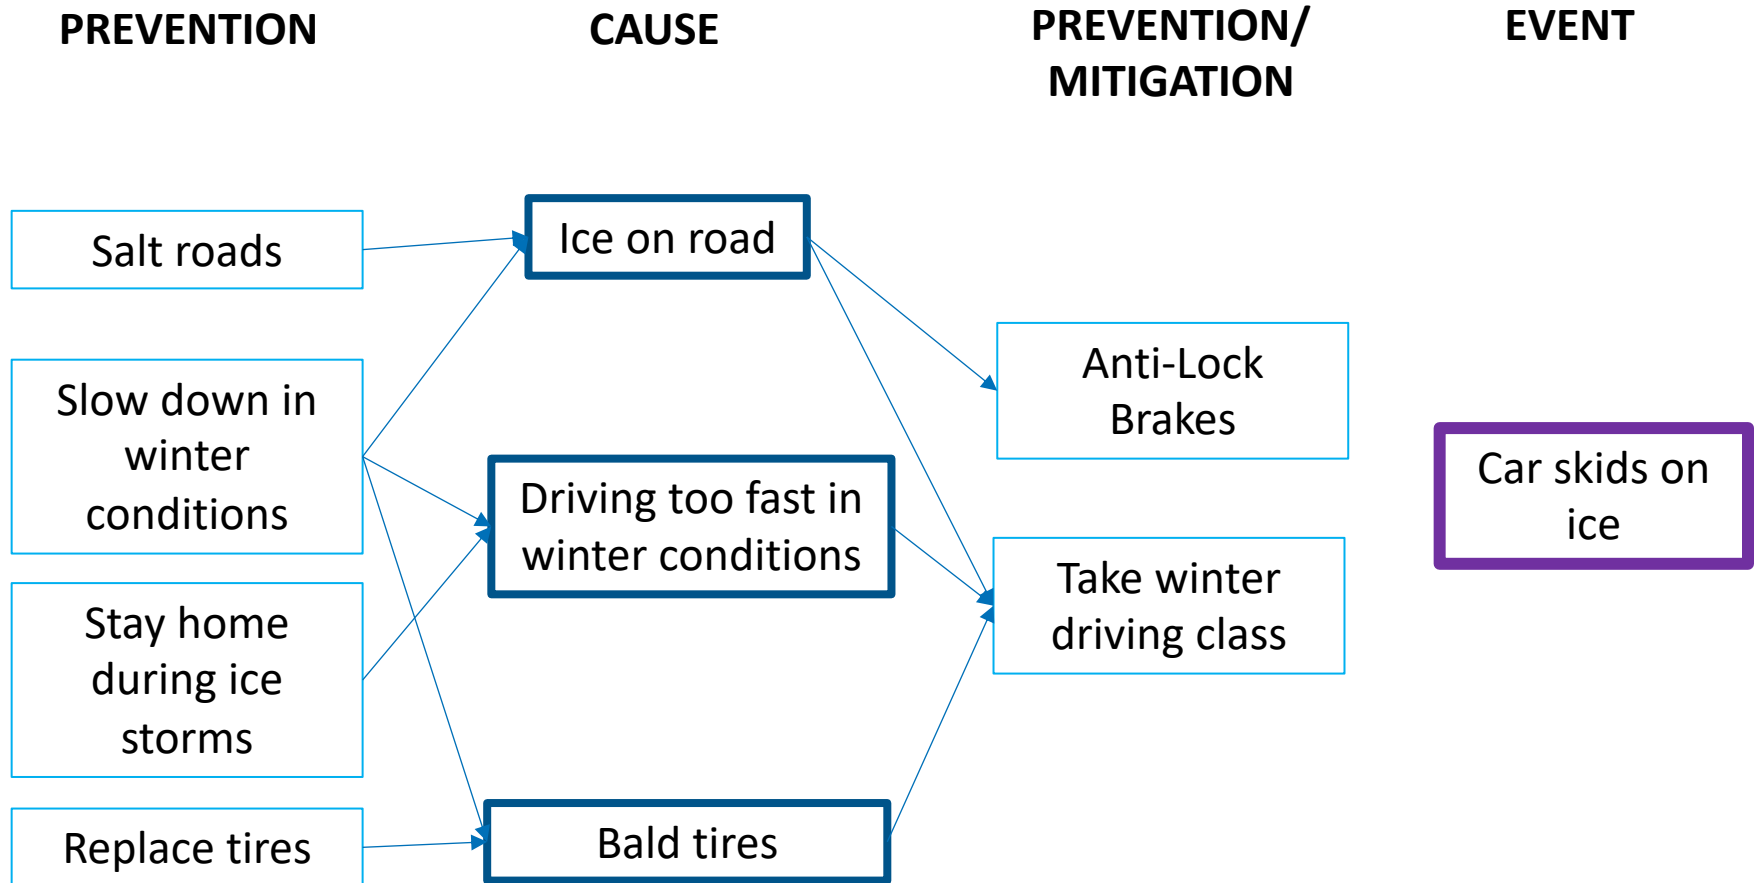 PREVENTION
CAUSE
PREVENTION/
MITIGATION
EVENT
Salt roads
Slow down in
winter
conditions
Stay home
during ice
storms
Replace tires
Ice on road
Driving too fast in
winter conditions
Bald tires
Anti-Lock
Brakes
Take winter
driving class
Car skids on
ice